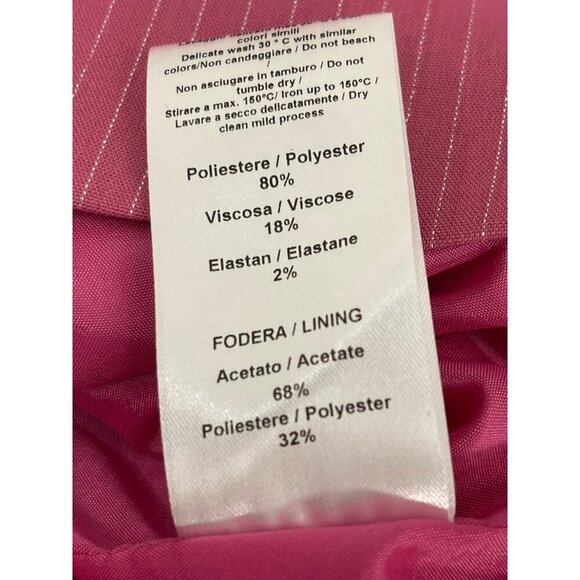 colori simili
Delicate wash 30 ° C with similar
colors/Non candeggiare / Do not beach
/
Non asciugare in tamburo / Do not
tumble dry /
Stirare a max. 150°C/ Iron up to 150°C /
Lavare a secco delicatamente / Dry
clean mild process
Poliestere / Polyester
80%
Viscosa / Viscose
18%
Elastan / Elastane
2%
FODERA / LINING
Acetato / Acetate
68%
Poliestere / Polyester
32%